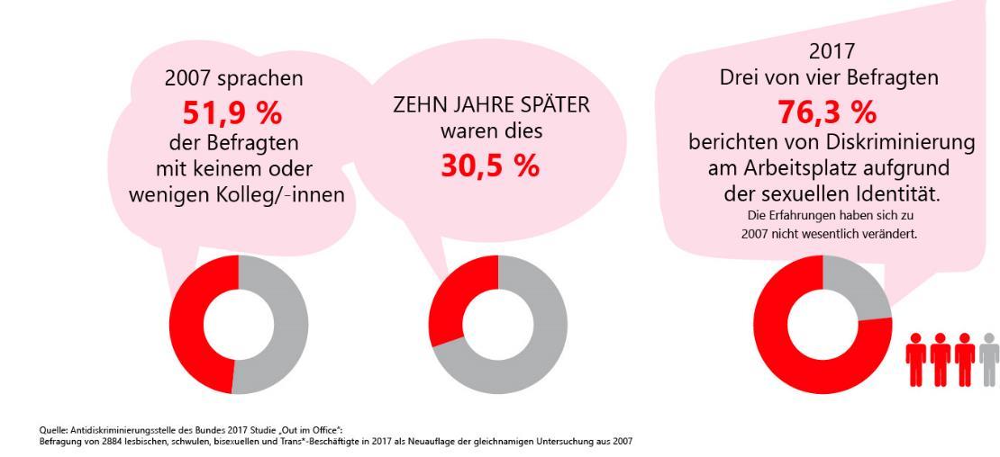 2007 sprachen
51,9 %
der Befragten
mit keinem oder
wenigen Kolleg/-innen
ZEHN JAHRE SPÄTER
waren dies
30,5 %
2017
Drei von vier Befragten
76,3 %
berichten von Diskriminierung
am Arbeitsplatz aufgrund
der sexuellen Identität.
Die Erfahrungen haben sich zu
2007 nicht wesentlich verändert.
Quelle: Antidiskriminierungsstelle des Bundes 2017 Studie „Out im Office“:
Befragung von 2884 lesbischen, schwulen, bisexuellen und Trans*-Beschäftigte in 2017 als Neuauflage der gleichnamigen Untersuchung aus 2007